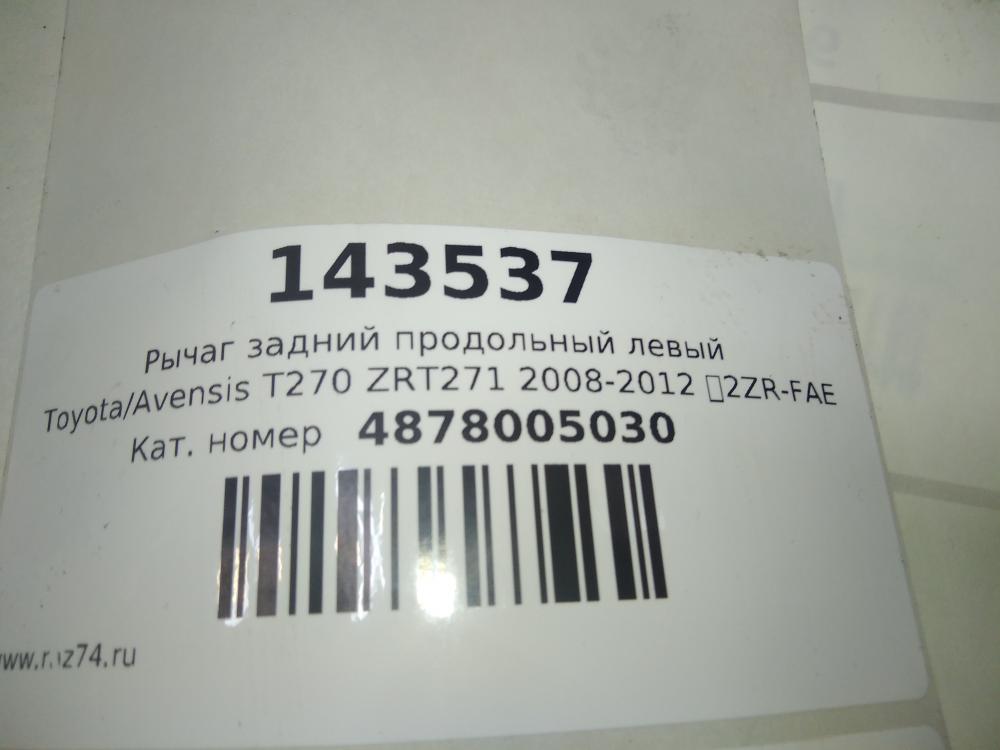 143537
Рычаг задний продольный левый
Toyota/Avensis T270 ZRT271 2008-2012 2ZR-FAE
Кат. номер 4878005030